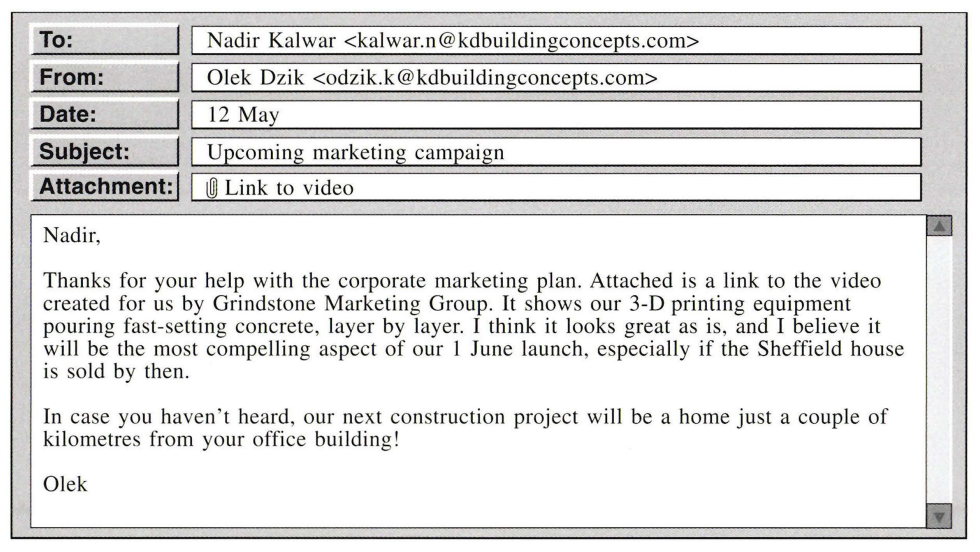 To: Nadir Kalwar <kalwar.n@kdbuildingconcepts.com>
From: Olek Dzik <odzik.k@kdbuildingconcepts.com>
Date: 12 May
Subject: Upcoming marketing campaign
Attachment: Link to video
Nadir,
Thanks for your help with the corporate marketing plan. Attached is a link to the video
created for us by Grindstone Marketing Group. It shows our 3-D printing equipment
pouring fast-setting concrete, layer by layer. I think it looks great as is, and I believe it
will be the most compelling aspect of our 1 June launch, especially if the Sheffield house
is sold by then.
In case you haven't heard, our next construction project will be a home just a couple of
kilometres from your office building!
Olek